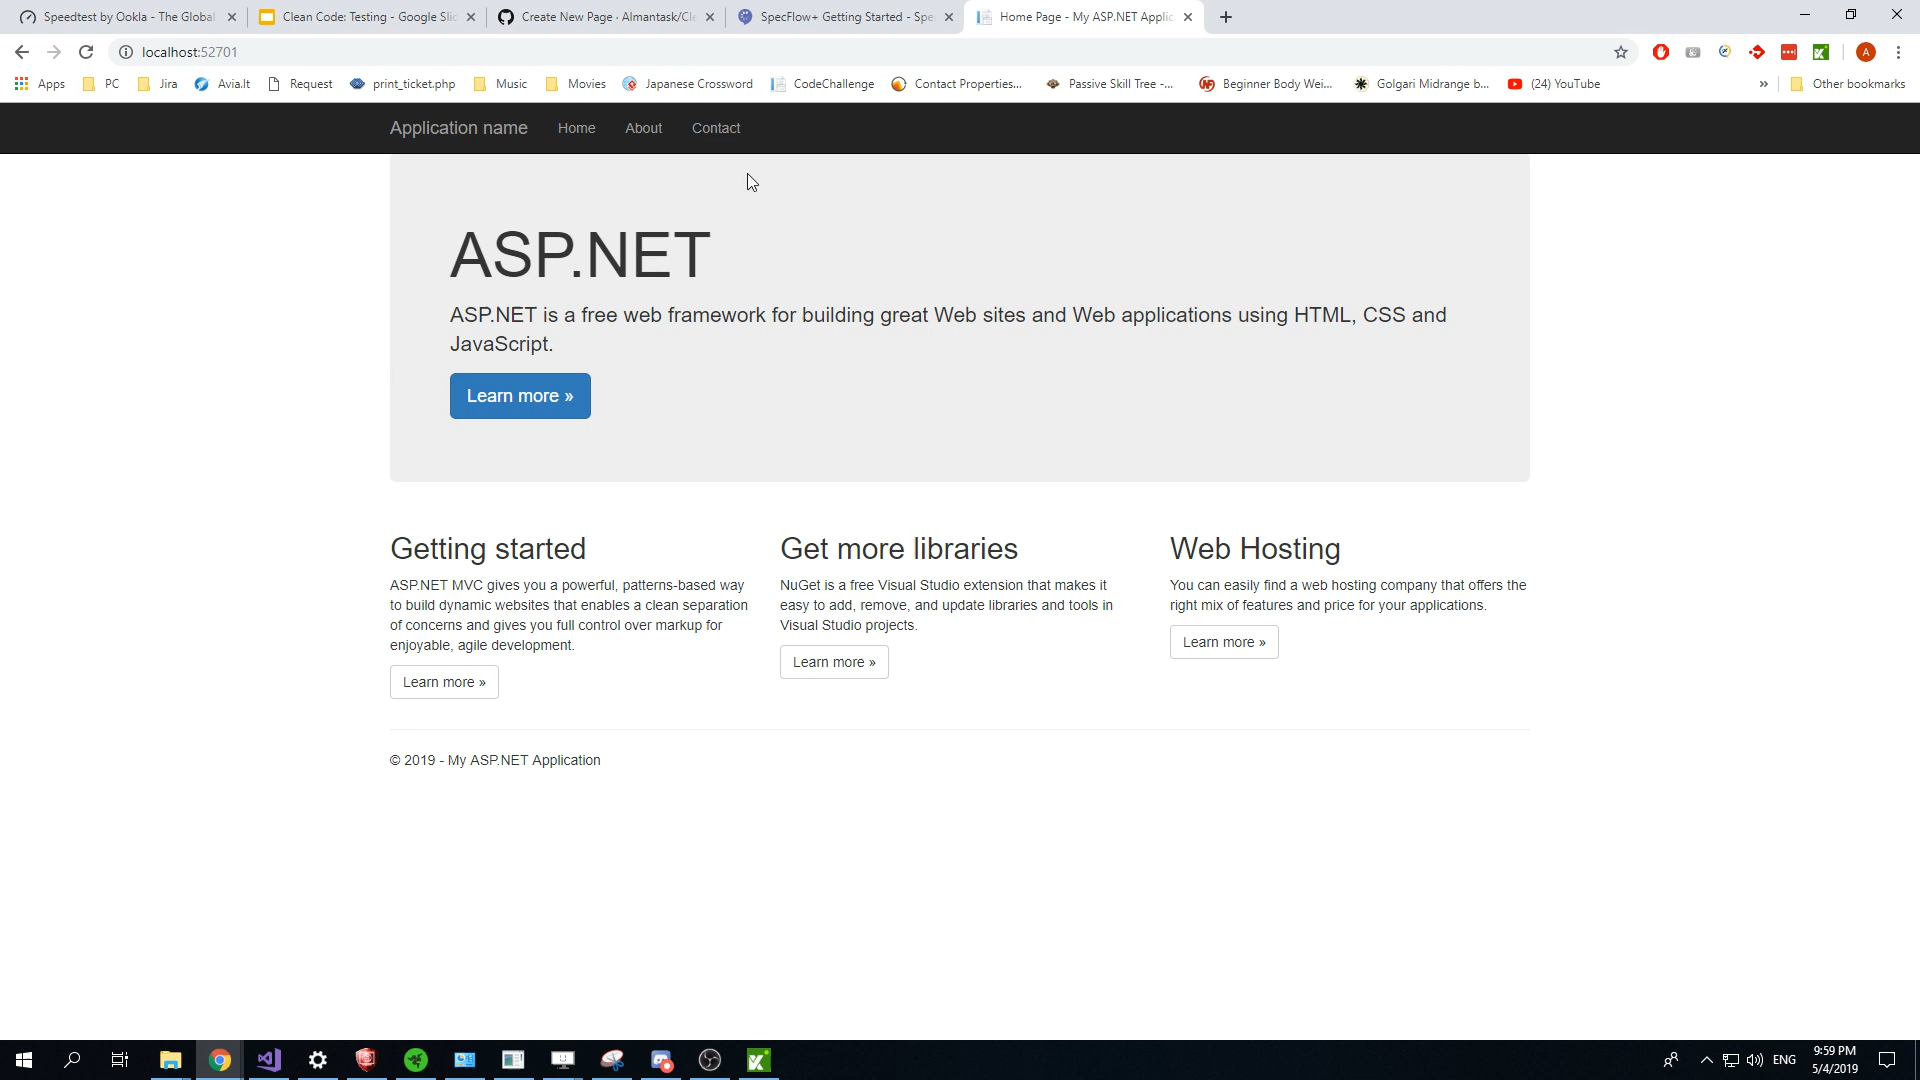 Speedtest by Ookla - The Global
Clean Code: Testing - Google Slid
Create New Page · Almantask/Cle
SpecFlow+ Getting Started - Spe
Home Page - My ASP.NET Applic
localhost:52701
Apps
PC
Jira
Avia.lt
Request
print_ticket.php
Music
Movies
Japanese Crossword
CodeChallenge
Contact Properties...
Passive Skill Tree -...
Beginner Body Wei...
Golgari Midrange b...
(24) YouTube
»
Other bookmarks
Application name
Home
About
Contact
ASP.NET
ASP.NET is a free web framework for building great Web sites and Web applications using HTML, CSS and
JavaScript.
Learn more »
Getting started
ASP.NET MVC gives you a powerful, patterns-based way
to build dynamic websites that enables a clean separation
of concerns and gives you full control over markup for
enjoyable, agile development.
Learn more »
Get more libraries
NuGet is a free Visual Studio extension that makes it
easy to add, remove, and update libraries and tools in
Visual Studio projects.
Learn more »
Web Hosting
You can easily find a web hosting company that offers the
right mix of features and price for your applications.
Learn more »
© 2019 - My ASP.NET Application
ENG
9:59 PM
5/4/2019